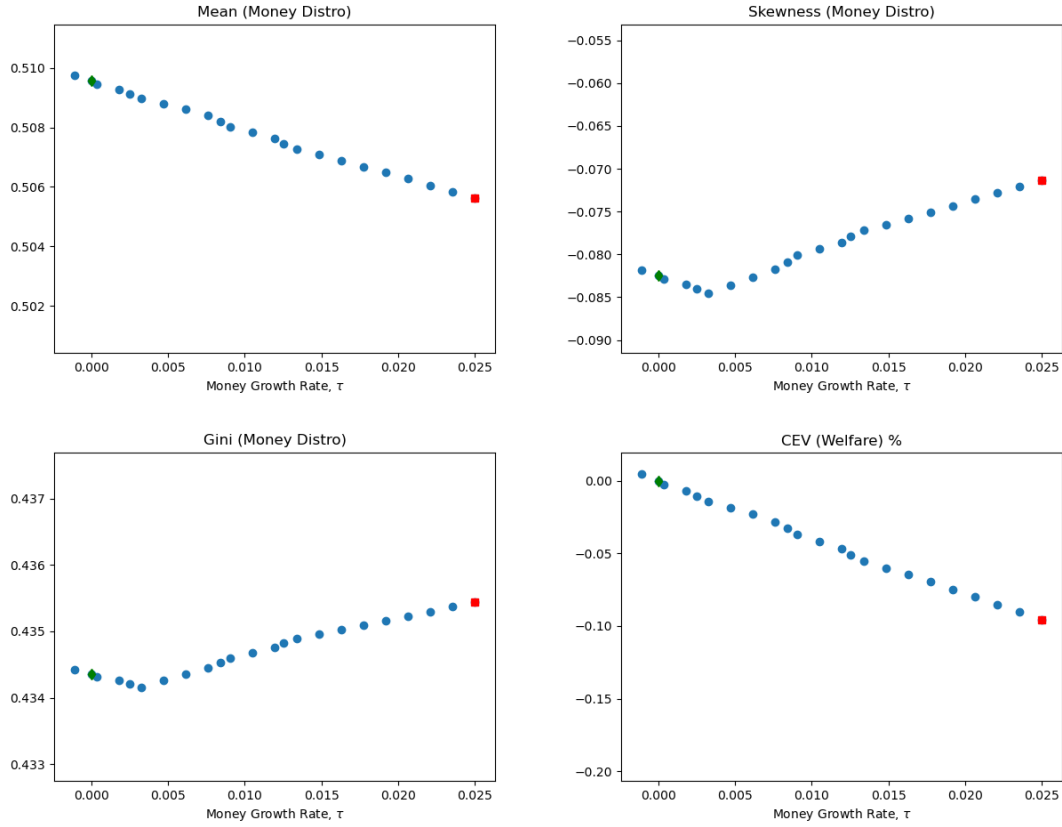 Mean (Money Distro)
0.510
0.508
0.506
0.504
0.502
0.000 0.005 0.010 0.015 0.020 0.025
Money Growth Rate, τ
Skewness (Money Distro)
−0.055
−0.060
−0.065
−0.070
−0.075
−0.080
−0.085
−0.090
0.000 0.005 0.010 0.015 0.020 0.025
Money Growth Rate, τ
Gini (Money Distro)
0.437
0.436
0.435
0.434
0.433
0.000 0.005 0.010 0.015 0.020 0.025
Money Growth Rate, τ
CEV (Welfare) %
0.00
−0.05
−0.10
−0.15
−0.20
0.000 0.005 0.010 0.015 0.020 0.025
Money Growth Rate, τ